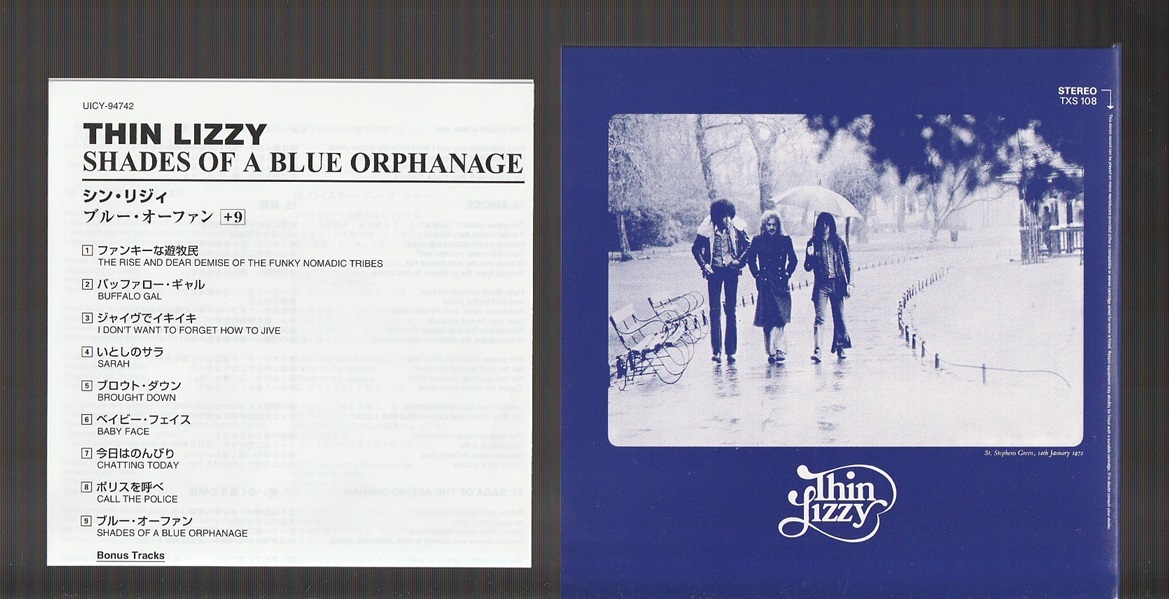 UICY-94742
THIN LIZZY
SHADES OF A BLUE ORPHANAGE
シン・リジィ
ブルー・オーファン +9
1 ファンキーな遊牧民
THE RISE AND DEAR DEMISE OF THE FUNKY NOMADIC TRIBES
2 バッファロー・ギャル
BUFFALO GAL
3 ジャイヴでイキイキ
I DON'T WANT TO FORGET HOW TO JIVE
4 いとしのサラ
SARAH
5 ブロウト・ダウン
BROUGHT DOWN
6 ベイビー・フェイス
BABY FACE
7 今日はのんびり
CHATTING TODAY
8 ポリスを呼べ
CALL THE POLICE
9 ブルー・オーファン
SHADES OF A BLUE ORPHANAGE
Bonus Tracks
STEREO
TXS 108
St. Stephens Green, 10th January 1972
Thin
Lizzy